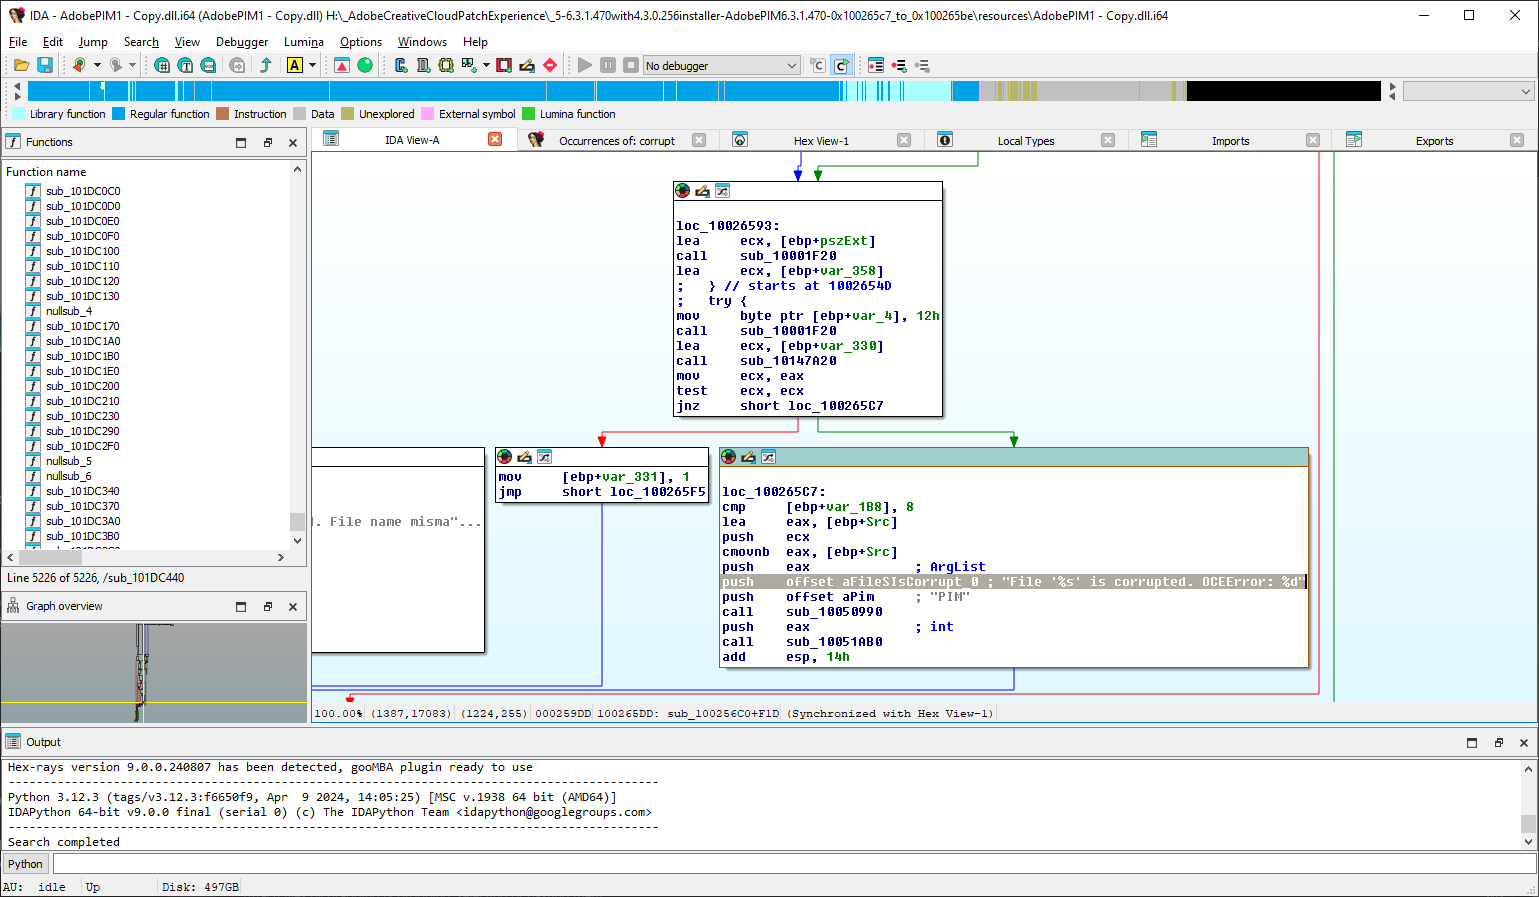 IDA - AdobePIM1 - Copy.dll.i64 (AdobePIM1 - Copy.dll) H:\_AdobeCreativeCloudPatchExperience\_5-6.3.1.470with4.3.0.256installer-AdobePIM6.3.1.470-0x100265c7_to_0x100265be\resources\AdobePIM1 - Copy.dll.i64
File Edit Jump Search View Debugger Lumina Options Windows Help
No debugger
Library function Regular function Instruction Data Unexplored External symbol Lumina function
Functions
IDA View-A Occurrences of: corrupt Hex View-1 Local Types Imports Exports
Function name
sub_101DC0C0
sub_101DC0D0
sub_101DC0E0
sub_101DC0F0
sub_101DC100
sub_101DC110
sub_101DC120
sub_101DC130
nullsub_4
sub_101DC170
sub_101DC1A0
sub_101DC1B0
sub_101DC1E0
sub_101DC200
sub_101DC210
sub_101DC230
sub_101DC290
sub_101DC2F0
nullsub_5
nullsub_6
sub_101DC340
sub_101DC370
sub_101DC3A0
sub_101DC3B0
Line 5226 of 5226, /sub_101DC440
Graph overview
loc_10026593:
lea ecx, [ebp+pszExt]
call sub_10001F20
lea ecx, [ebp+var_358]
; } // starts at 1002654D
; try {
mov byte ptr [ebp+var_4], 12h
call sub_10001F20
lea ecx, [ebp+var_330]
call sub_10147A20
mov ecx, eax
test ecx, ecx
jnz short loc_100265C7
. File name misma"...
mov [ebp+var_331], 1
jmp short loc_100265F5
loc_100265C7:
cmp [ebp+var_1B8], 8
lea eax, [ebp+Src]
push ecx
cmovnb eax, [ebp+Src]
push eax ; ArgList
push offset aFileSIsCorrupt_0 ; "File '%s' is corrupted. OCEError: %d"
push offset aPim ; "PIM"
call sub_10050990
push eax ; int
call sub_10051AB0
add esp, 14h
100.00% (1387,17083) (1224,255) 000259DD 100265DD: sub_100256C0+F1D (Synchronized with Hex View-1)
Output
Hex-rays version 9.0.0.240807 has been detected, gooMBA plugin ready to use
Python 3.12.3 (tags/v3.12.3:f6650f9, Apr 9 2024, 14:05:25) [MSC v.1938 64 bit (AMD64)]
IDAPython 64-bit v9.0.0 final (serial 0) (c) The IDAPython Team <idapython@googlegroups.com>
Search completed
Python
AU: idle Up Disk: 497GB